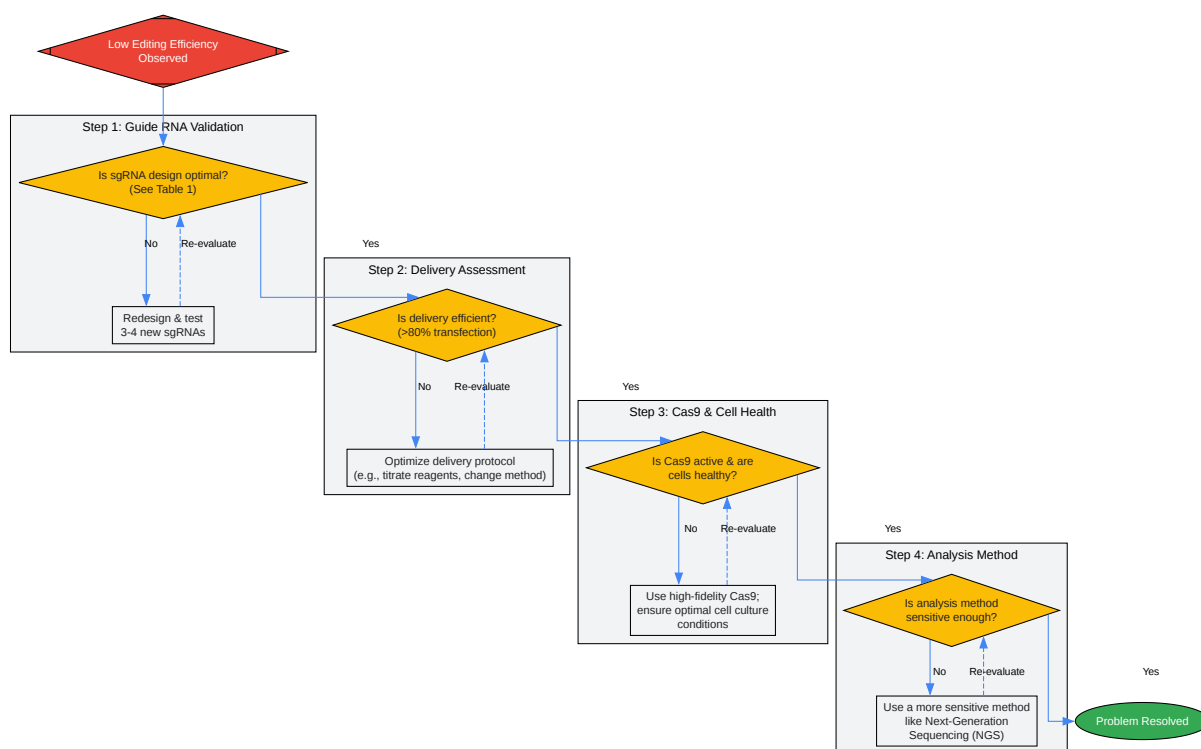 Low Editing Efficiency
Observed
Step 1: Guide RNA Validation
Is sgRNA design optimal?
(See Table 1)
No
Re-evaluate
Yes
Redesign & test
3-4 new sgRNAs
Step 2: Delivery Assessment
Is delivery efficient?
(>80% transfection)
No
Re-evaluate
Yes
Optimize delivery protocol
(e.g., titrate reagents, change method)
Step 3: Cas9 & Cell Health
Is Cas9 active & are
cells healthy?
No
Re-evaluate
Yes
Use high-fidelity Cas9;
ensure optimal cell culture
conditions
Step 4: Analysis Method
Is analysis method
sensitive enough?
No
Re-evaluate
Yes
Use a more sensitive method
like Next-Generation
Sequencing (NGS)
Problem Resolved